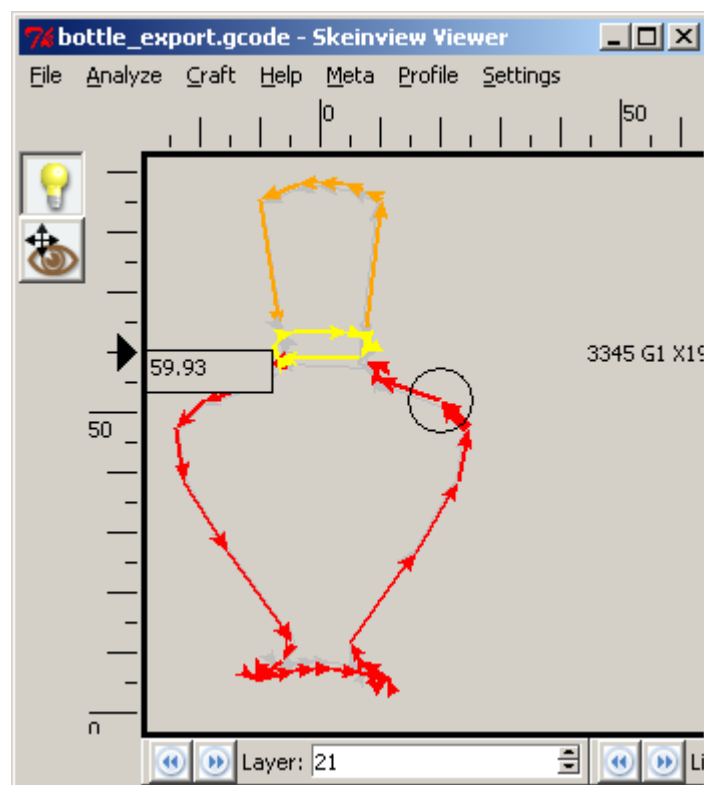 bottle_export.gcode - Skeinview Viewer
File Analyze Craft Help Meta Profile Settings
0 50
59.93
3345 G1 X19
50
0
Layer: 21 Li